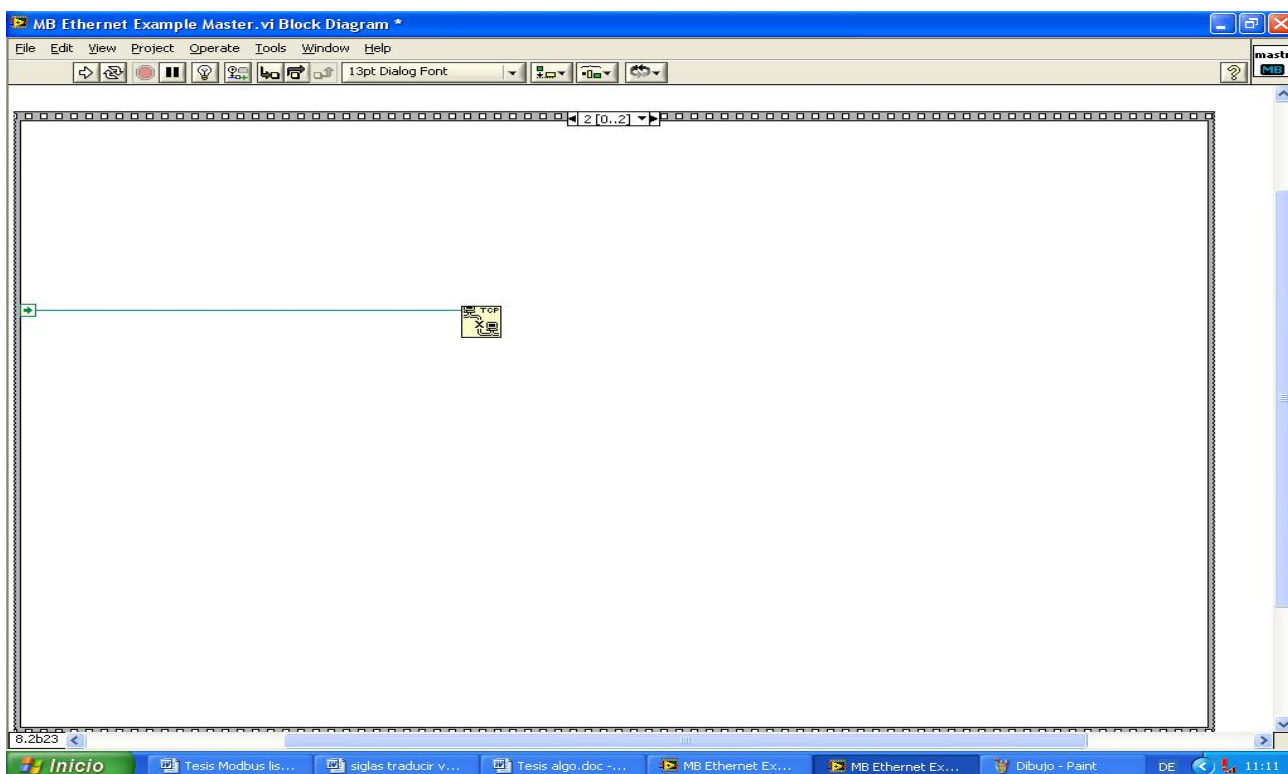 MB Ethernet Example Master.vi Block Diagram *
File Edit View Project Operate Tools Window Help
mastr
MB
13pt Dialog Font
?
2 [0..2]
TCP
8.2b23
Inicio
Tesis Modbus lis...
siglas traducir v...
Tesis algo.doc -...
MB Ethernet Ex...
MB Ethernet Ex...
Dibujo - Paint
DE
11:11